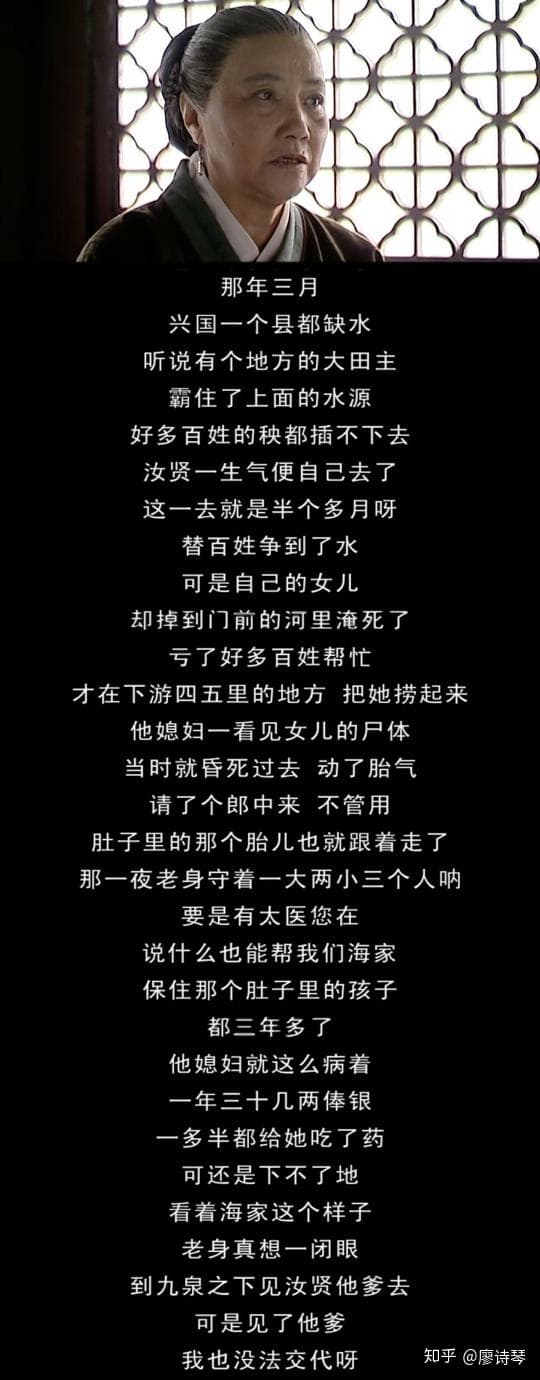 那年三月
兴国一个县都缺水
听说有个地方的大田主
霸住了上面的水源
好多百姓的秧都插不下去
汝贤一生气便自己去了
这一去就是半个多月呀
替百姓争到了水
可是自己的女儿
却掉到门前的河里淹死了
亏了好多百姓帮忙
才在下游四五里的地方 把她捞起来
他媳妇一看见女儿的尸体
当时就昏死过去 动了胎气
请了个郎中来 不管用
肚子里的那个胎儿也就跟着走了
那一夜老身守着一大两小三个人呐
要是有太医您在
说什么也能帮我们海家
保住那个肚子里的孩子
都三年多了
他媳妇就这么病着
一年三十几两俸银
一多半都给她吃了药
可还是下不了地
看着海家这个样子
老身真想一闭眼
到九泉之下见汝贤他爹去
可是见了他爹
我也没法交代呀
知乎 @廖诗琴